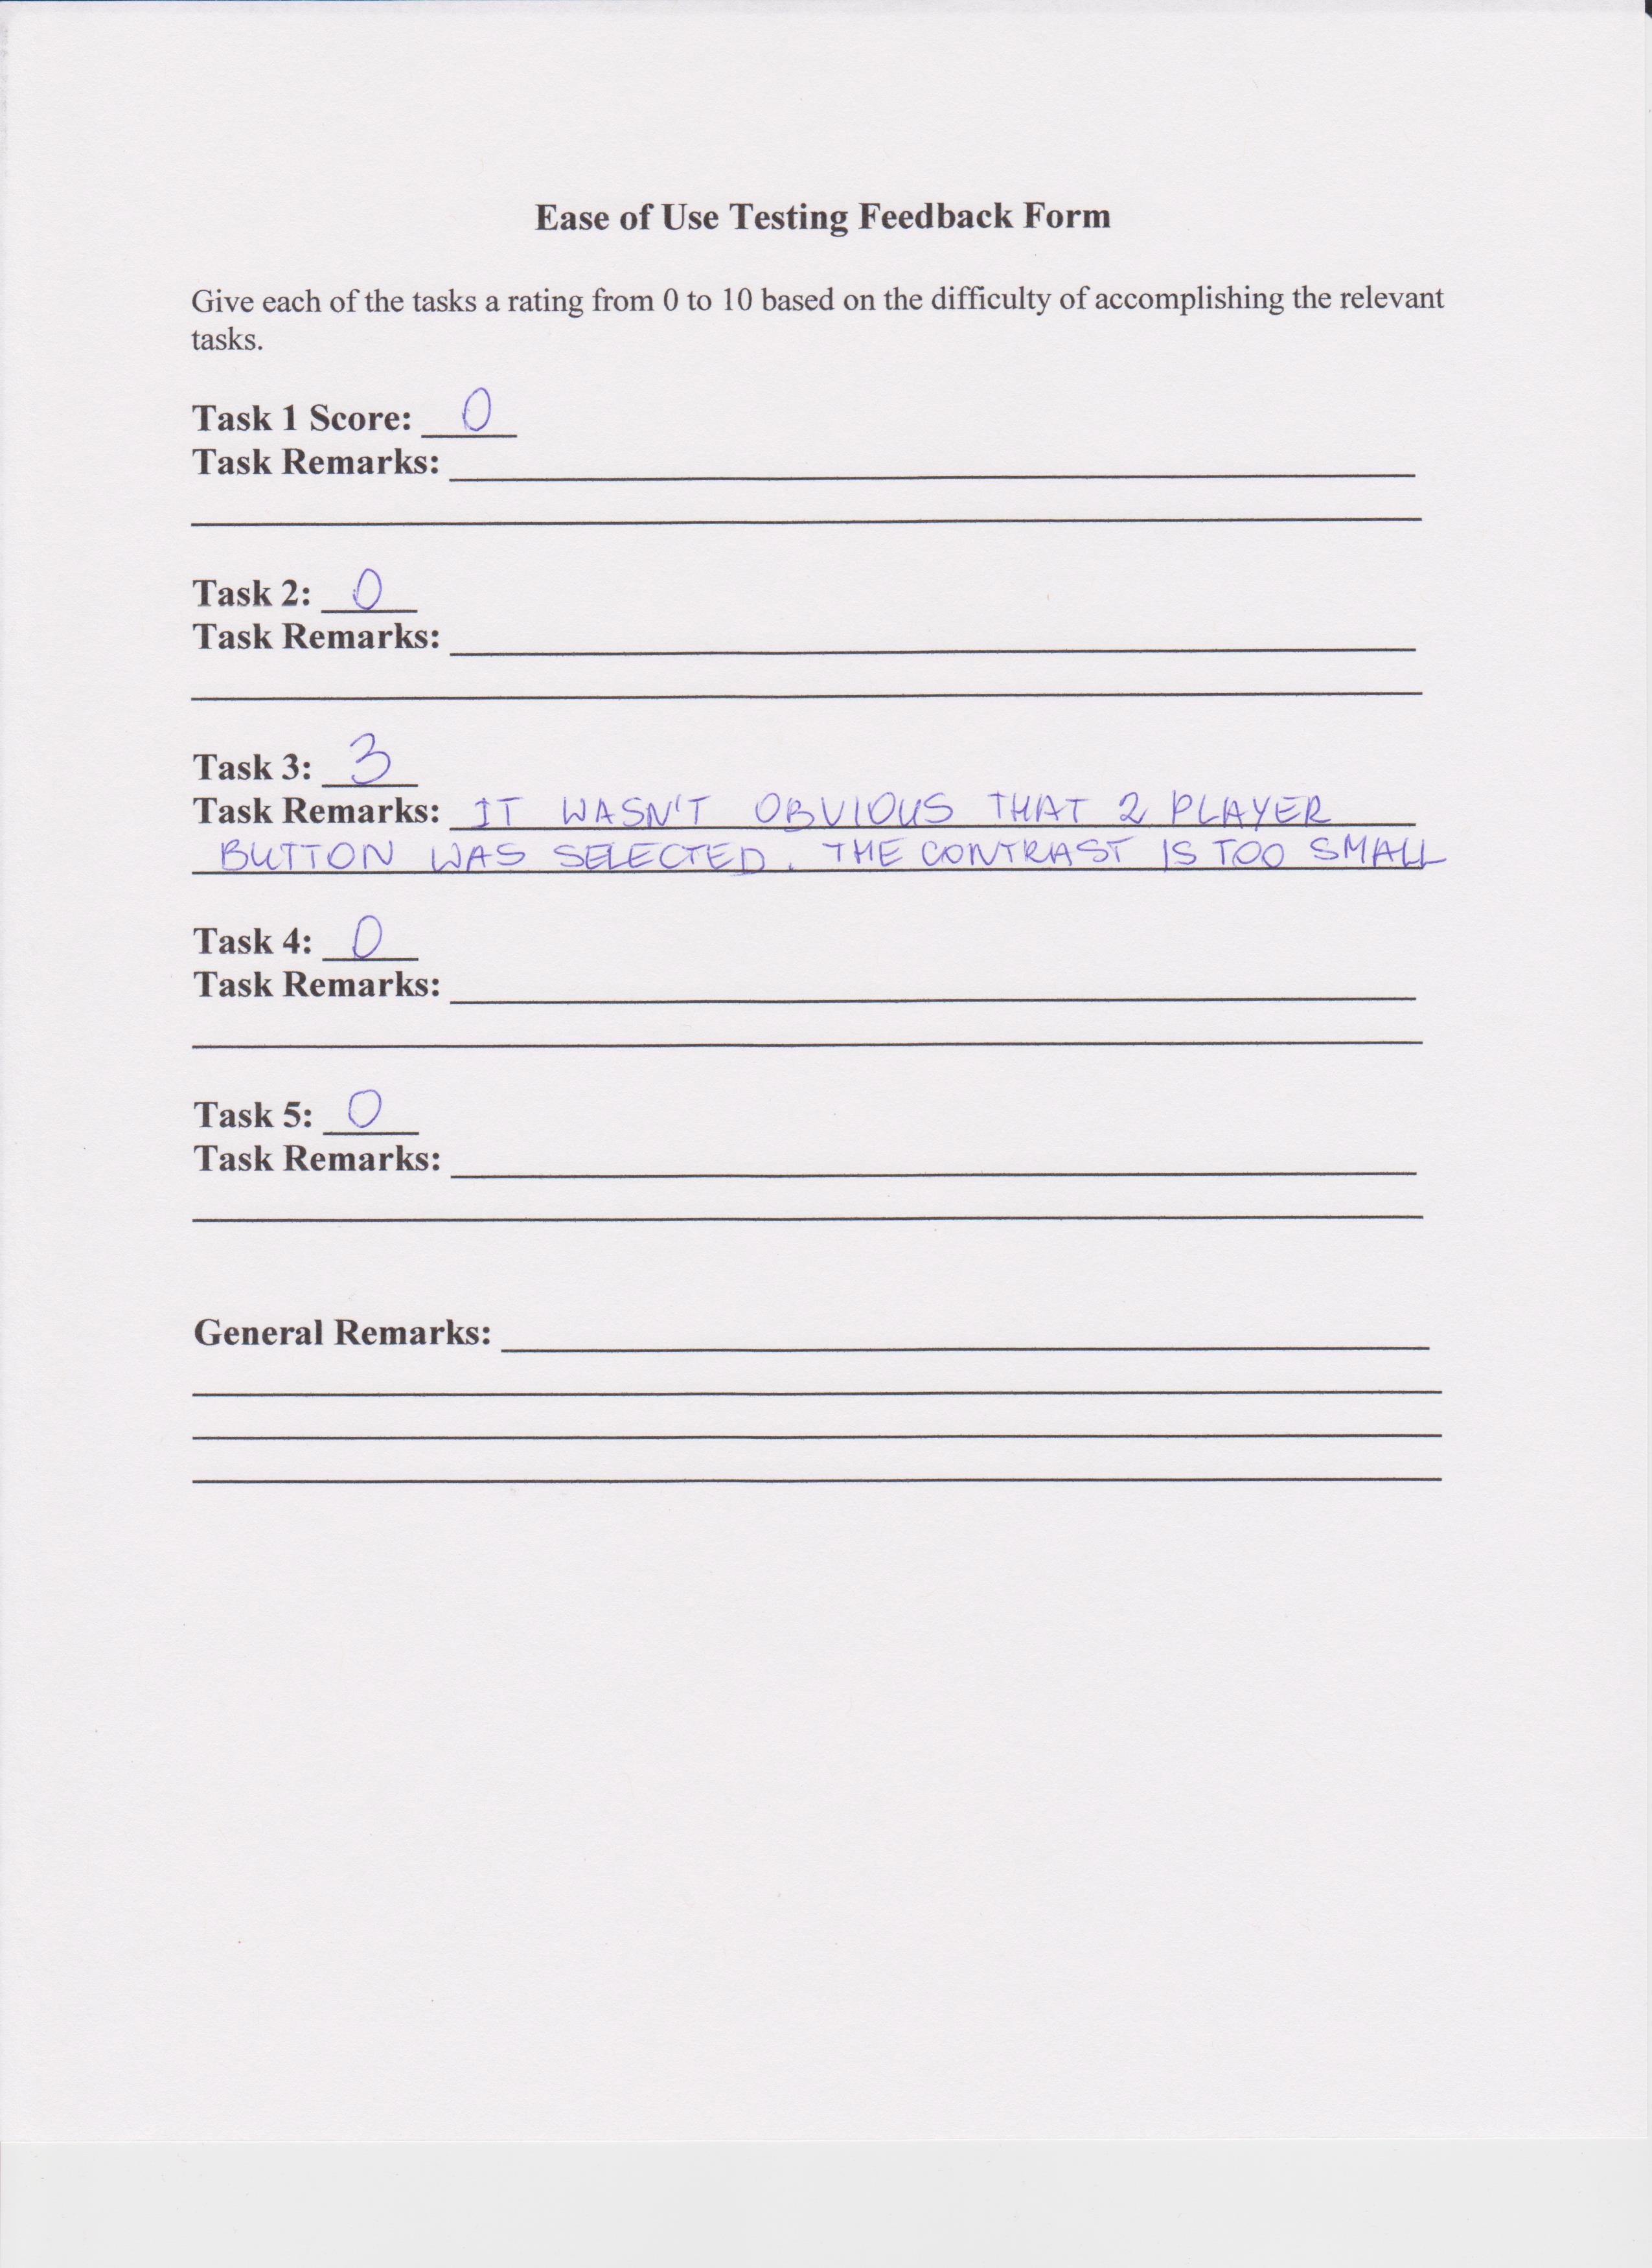 Ease of Use Testing Feedback Form
Give each of the tasks a rating from 0 to 10 based on the difficulty of accomplishing the relevant
tasks.
Task 1 Score: 0
Task Remarks:
Task 2: 0
Task Remarks:
Task 3: 3
Task Remarks: IT WASN'T OBVIOUS THAT 2 PLAYER
BUTTON WAS SELECTED. THE CONTRAST IS TOO SMALL
Task 4: 0
Task Remarks:
Task 5: 0
Task Remarks:
General Remarks: